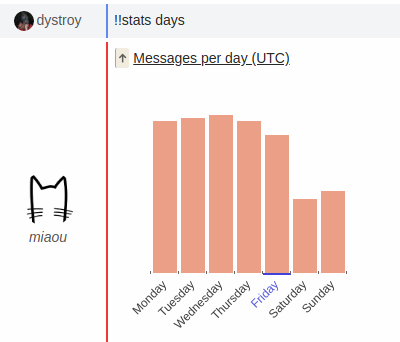 dystroy
!!stats days
↑ Messages per day (UTC)
miaou
Monday
Tuesday
Wednesday
Thursday
Friday
Saturday
Sunday